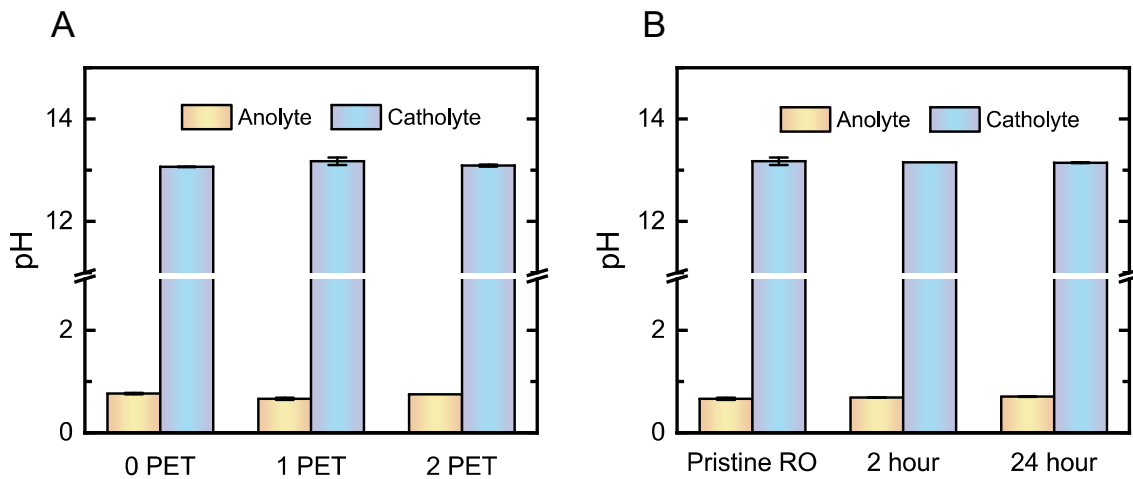 A
Anolyte Catholyte
pH
14
12
2
0
0 PET 1 PET 2 PET
B
Anolyte Catholyte
pH
14
12
2
0
Pristine RO 2 hour 24 hour